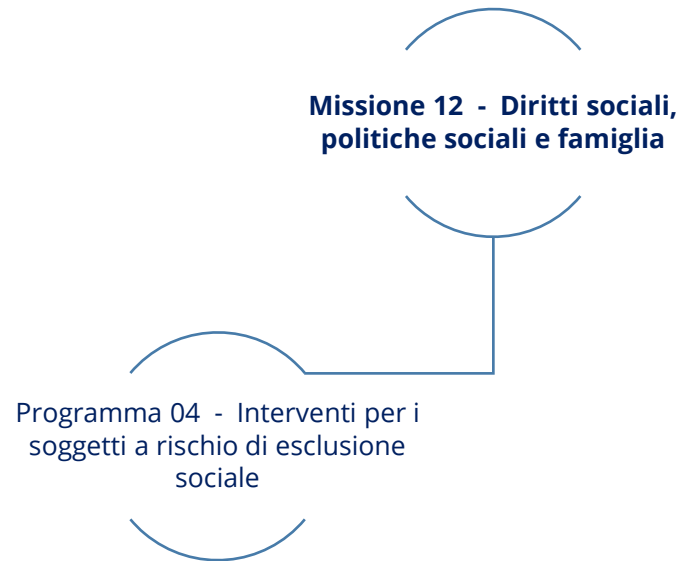 Missione 12 - Diritti sociali,
politiche sociali e famiglia
Programma 04 - Interventi per i
soggetti a rischio di esclusione
sociale